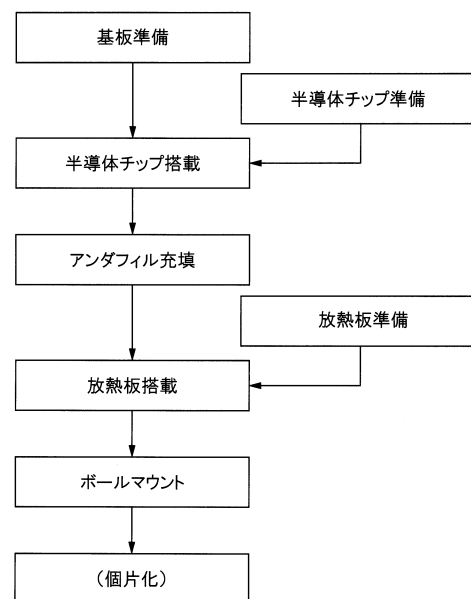 基板準備
半導体チップ準備
半導体チップ搭載
アンダフィル充填
放熱板準備
放熱板搭載
ボールマウント
（個片化）